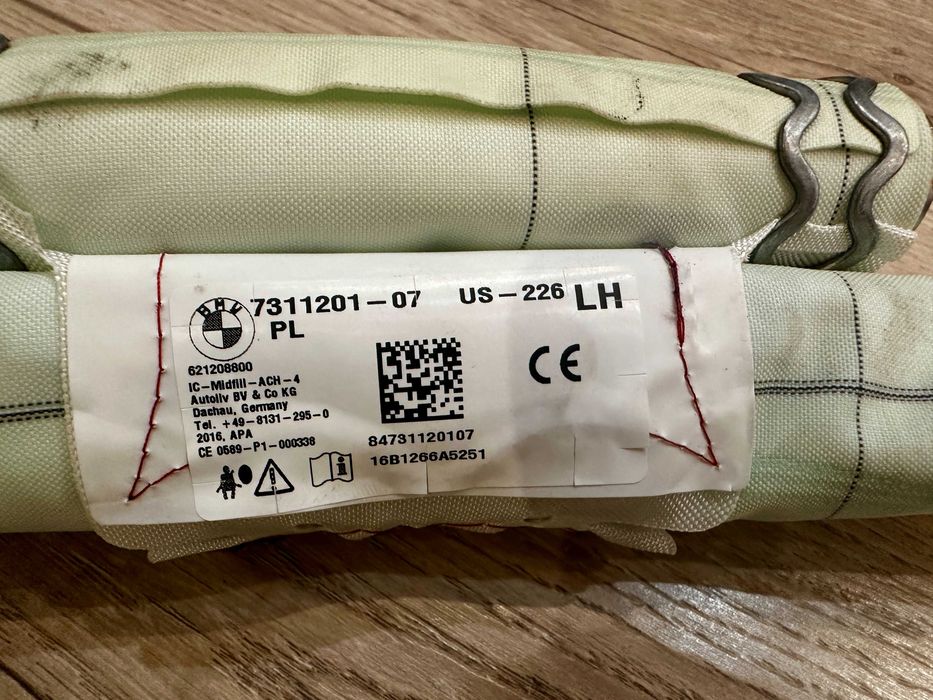 BMW
7311201-07 US-226 LH
PL
621208800
IC-Midfill-ACH-4
Autoliv BV & Co KG
Dachau, Germany
Tel. +49-8131-295-0
2016, APA
CE 0589-P1-000338
CE
84731120107
16B1266A5251